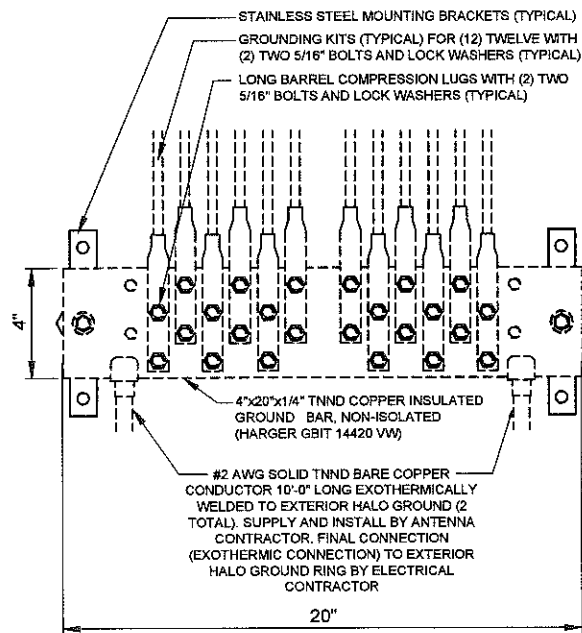 STAINLESS STEEL MOUNTING BRACKETS (TYPICAL)
GROUNDING KITS (TYPICAL) FOR (12) TWELVE WITH
(2) TWO 5/16" BOLTS AND LOCK WASHERS (TYPICAL)
LONG BARREL COMPRESSION LUGS WITH (2) TWO
5/16" BOLTS AND LOCK WASHERS (TYPICAL)
4"
4"x20"x1/4" TNND COPPER INSULATED
GROUND BAR, NON-ISOLATED
(HARGER GBIT 14420 VW)
#2 AWG SOLID TNND BARE COPPER
CONDUCTOR 10'-0" LONG EXOTHERMICALLY
WELDED TO EXTERIOR HALO GROUND (2
TOTAL). SUPPLY AND INSTALL BY ANTENNA
CONTRACTOR. FINAL CONNECTION
(EXOTHERMIC CONNECTION) TO EXTERIOR
HALO GROUND RING BY ELECTRICAL
CONTRACTOR
20"